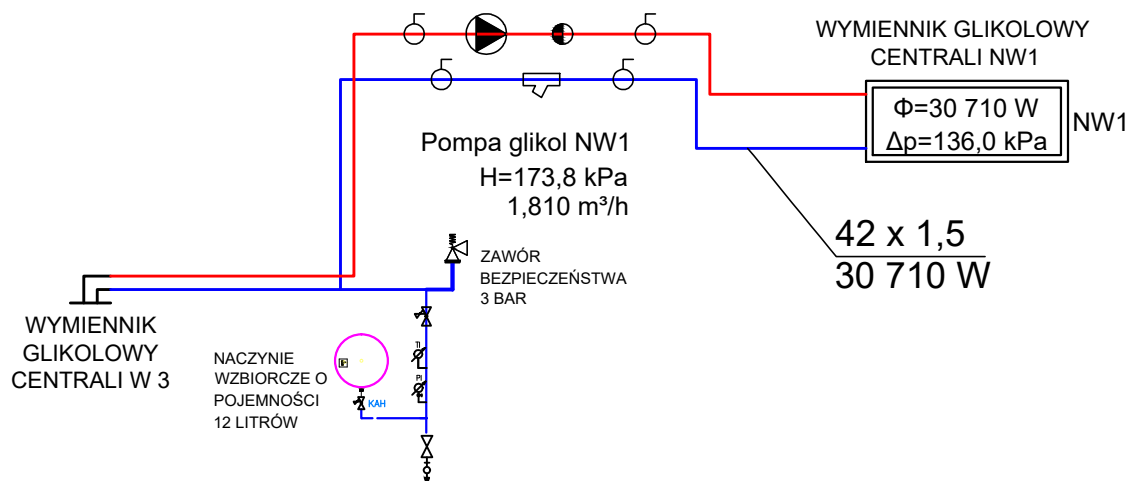 WYMIENNIK GLIKOLOWY
CENTRALI NW1
Φ=30 710 W
Δp=136,0 kPa
NW1
Pompa glikol NW1
H=173,8 kPa
1,810 m³/h
42 x 1,5
30 710 W
ZAWÓR
BEZPIECZEŃSTWA
3 BAR
WYMIENNIK
GLIKOLOWY
CENTRALI W 3
NACZYNIE
WZBIORCZE O
POJEMNOŚCI
12 LITRÓW
KAH
TI
PI